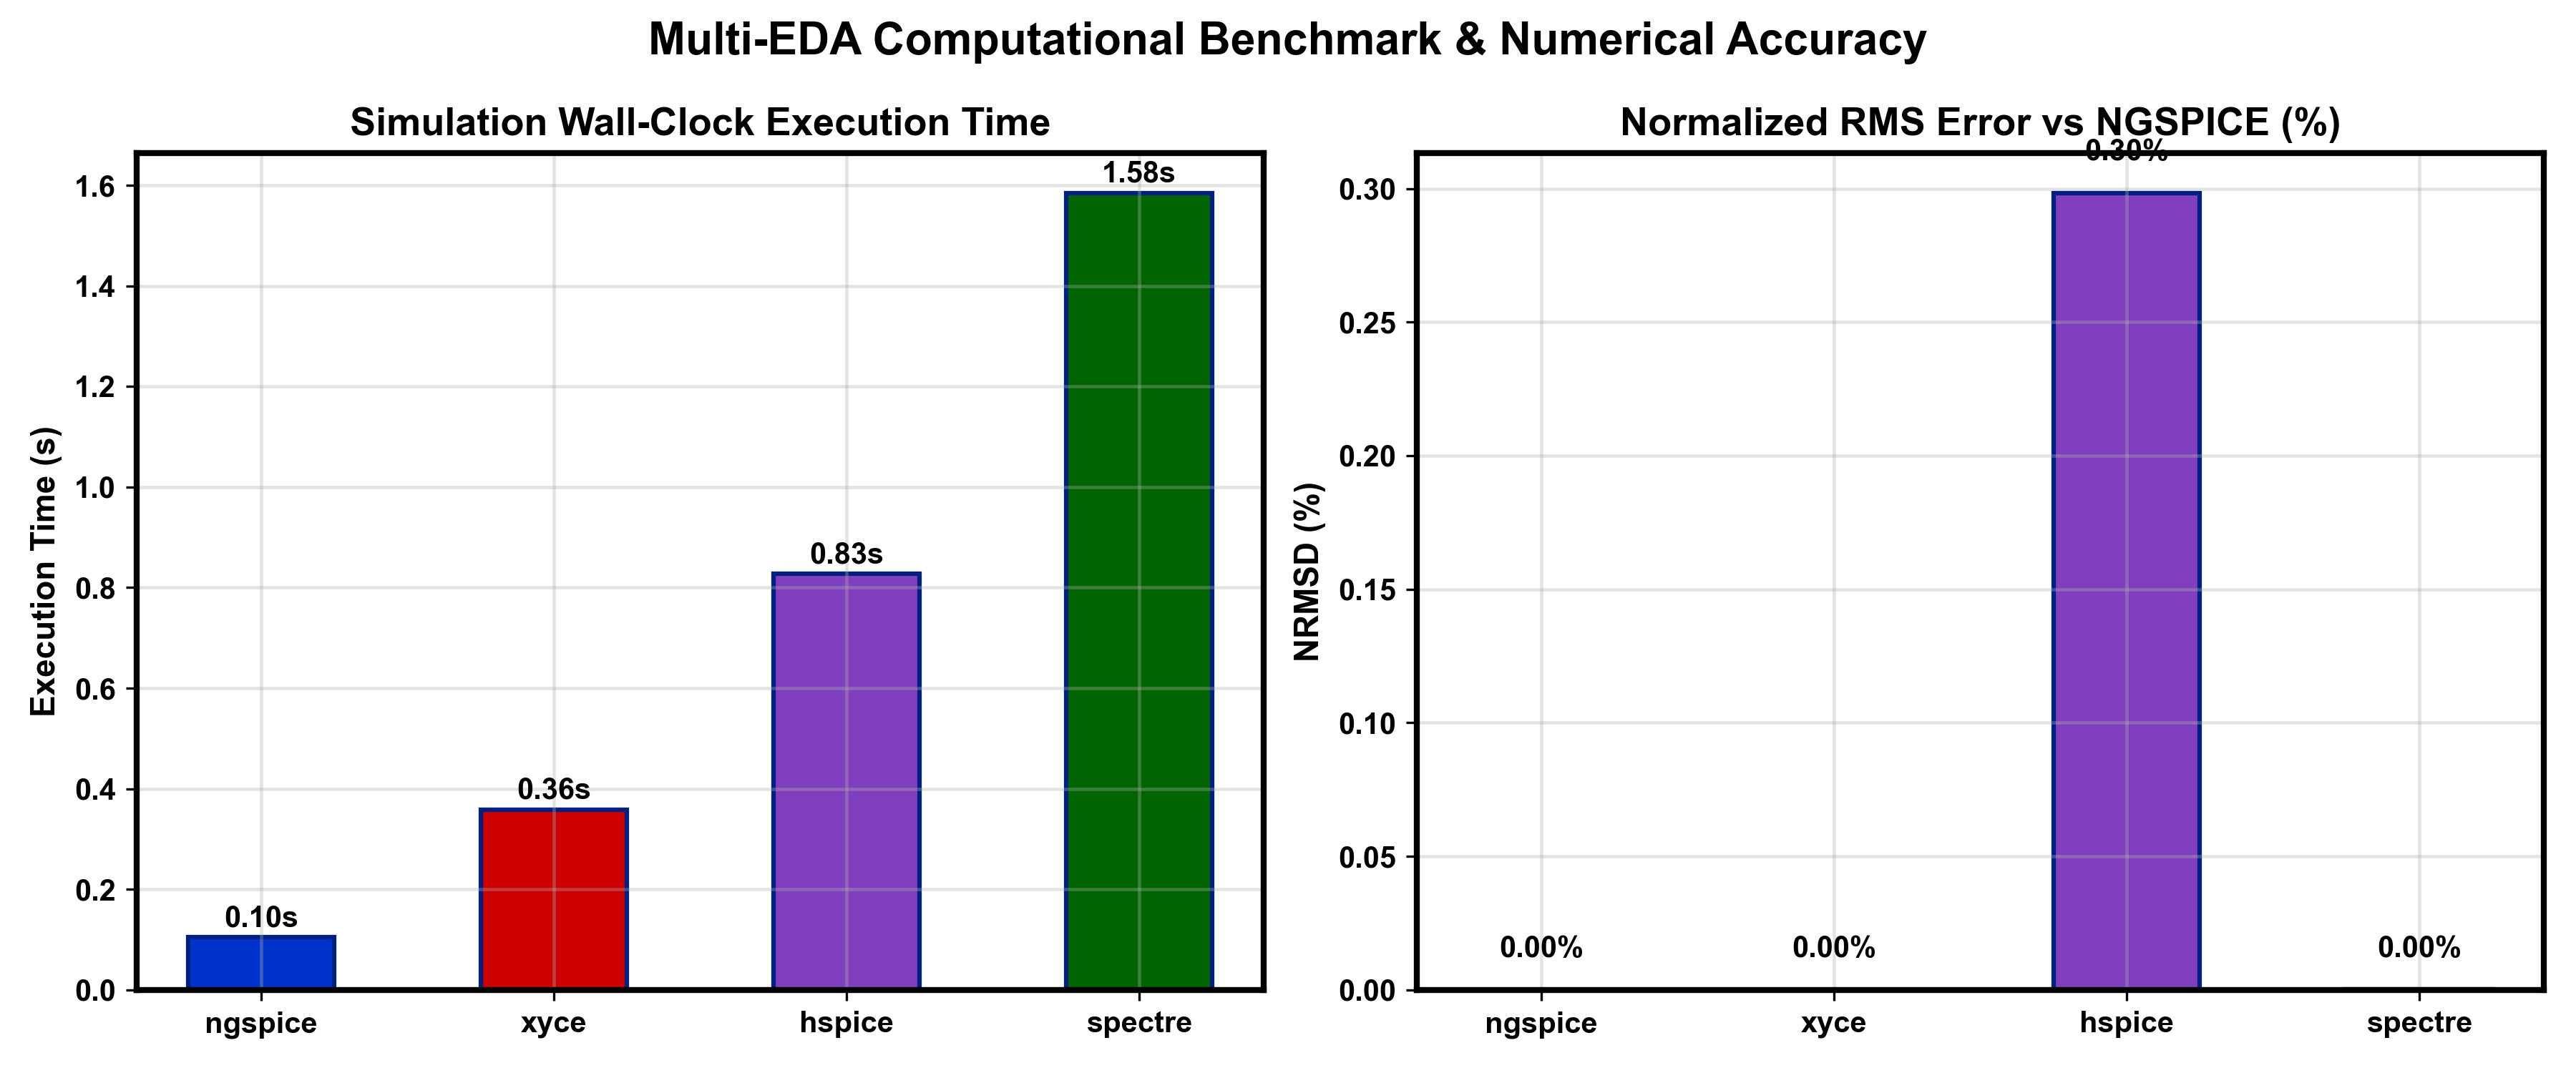 Multi-EDA Computational Benchmark & Numerical Accuracy
Simulation Wall-Clock Execution Time
Execution Time (s)
1.6
1.4
1.2
1.0
0.8
0.6
0.4
0.2
0.0
0.10s
0.36s
0.83s
1.58s
ngspice
xyce
hspice
spectre
Normalized RMS Error vs NGSPICE (%)
NRMSD (%)
0.30
0.25
0.20
0.15
0.10
0.05
0.00
0.00%
0.00%
0.30%
0.00%
ngspice
xyce
hspice
spectre